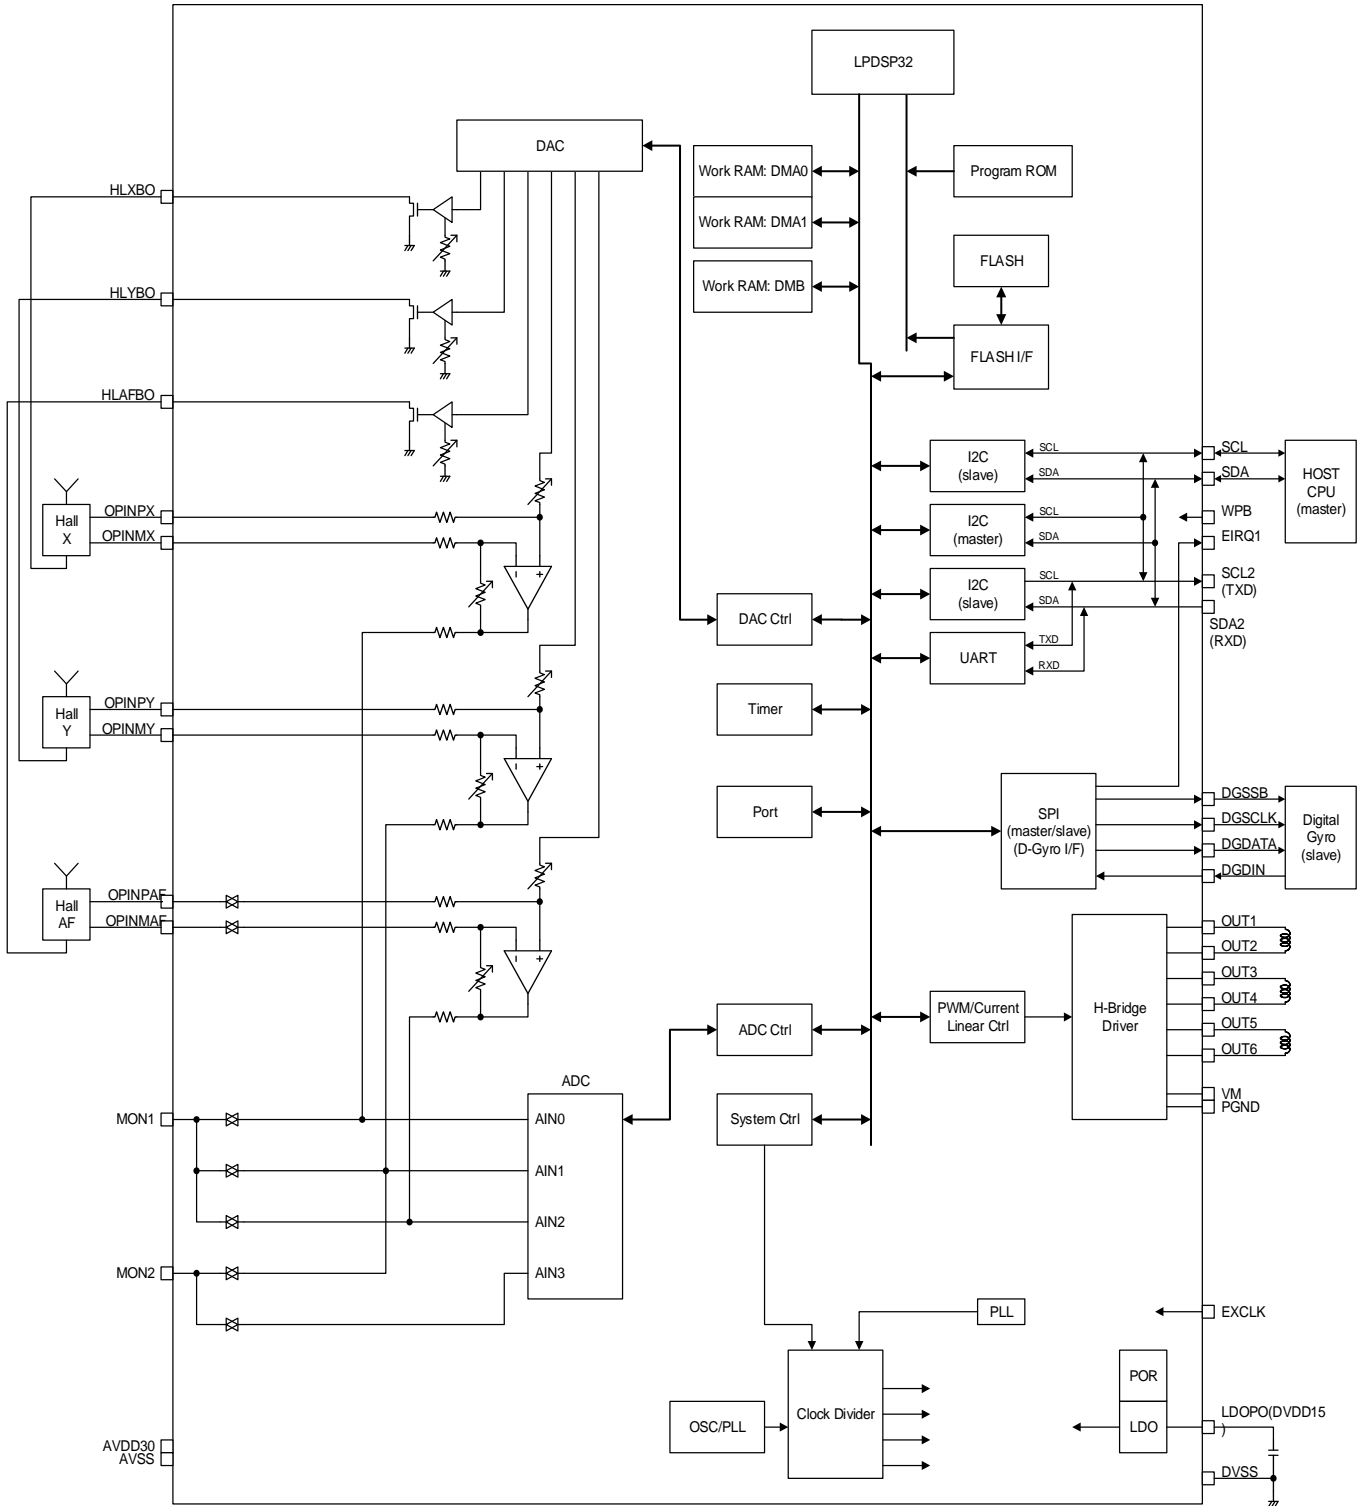 LPDSP32
DAC
Work RAM: DMA0
Program ROM
Work RAM: DMA1
Work RAM: DMB
FLASH
FLASH I/F
HLXBO
HLYBO
HLAFBO
Hall
X
OPINPX
OPINMX
- +
Hall
Y
OPINPY
OPINMY
- +
Hall
AF
OPINPAF
OPINMAF
- +
I2C
(slave)
SCL
SDA
I2C
(master)
SCL
SDA
I2C
(slave)
SCL
SDA
UART
TXD
RXD
SCL
SDA
HOST
CPU
(master)
WPB
EIRQ1
SCL2
(TXD)
SDA2
(RXD)
DAC Ctrl
Timer
Port
SPI
(master/slave)
(D-Gyro I/F)
DGSSB
DGSCLK
DGDATA
DGDIN
Digital
Gyro
(slave)
ADC Ctrl
PWM/Current
Linear Ctrl
H-Bridge
Driver
OUT1
OUT2
OUT3
OUT4
OUT5
OUT6
VM
PGND
System Ctrl
ADC
AIN0
AIN1
AIN2
AIN3
MON1
MON2
PLL
EXCLK
OSC/PLL
Clock Divider
POR
LDO
LDOPO(DVDD15
)
DVSS
AVDD30
AVSS